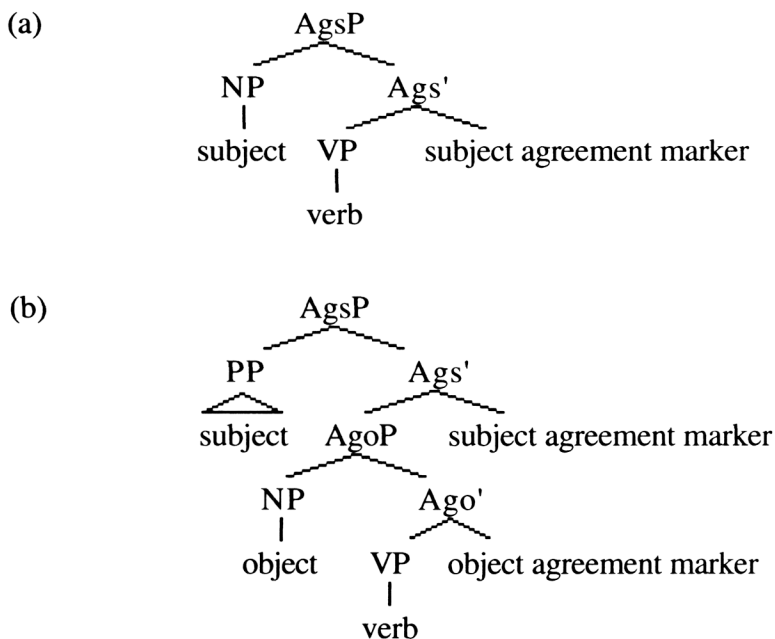 (a)
AgsP
NP Ags'
subject VP subject agreement marker
verb
(b)
AgsP
PP Ags'
subject AgoP subject agreement marker
NP Ago'
object VP object agreement marker
verb